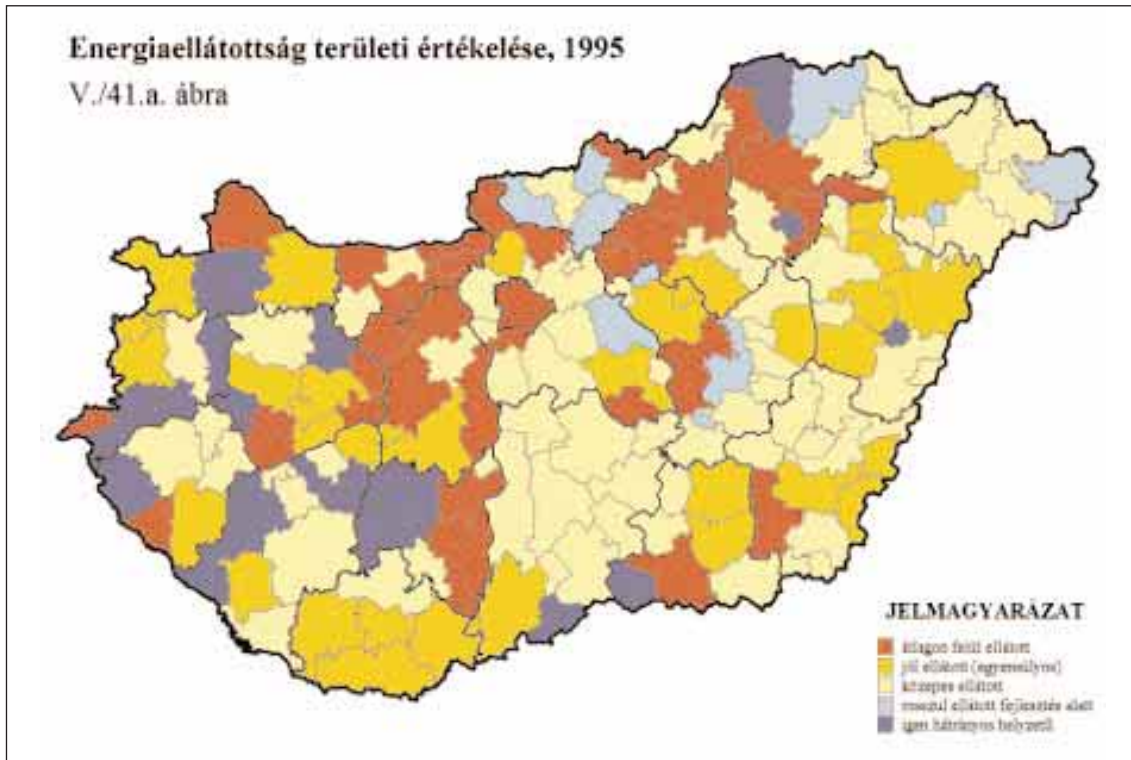 Energiaellátottság területi értékelése, 1995
V./41.a. ábra
JELMAGYARÁZAT
átlagon felül ellátott
jól ellátott (egyensúlyos)
közepes ellátott
rosszul ellátott fejlesztés alatt
igen hátrányos helyzetű